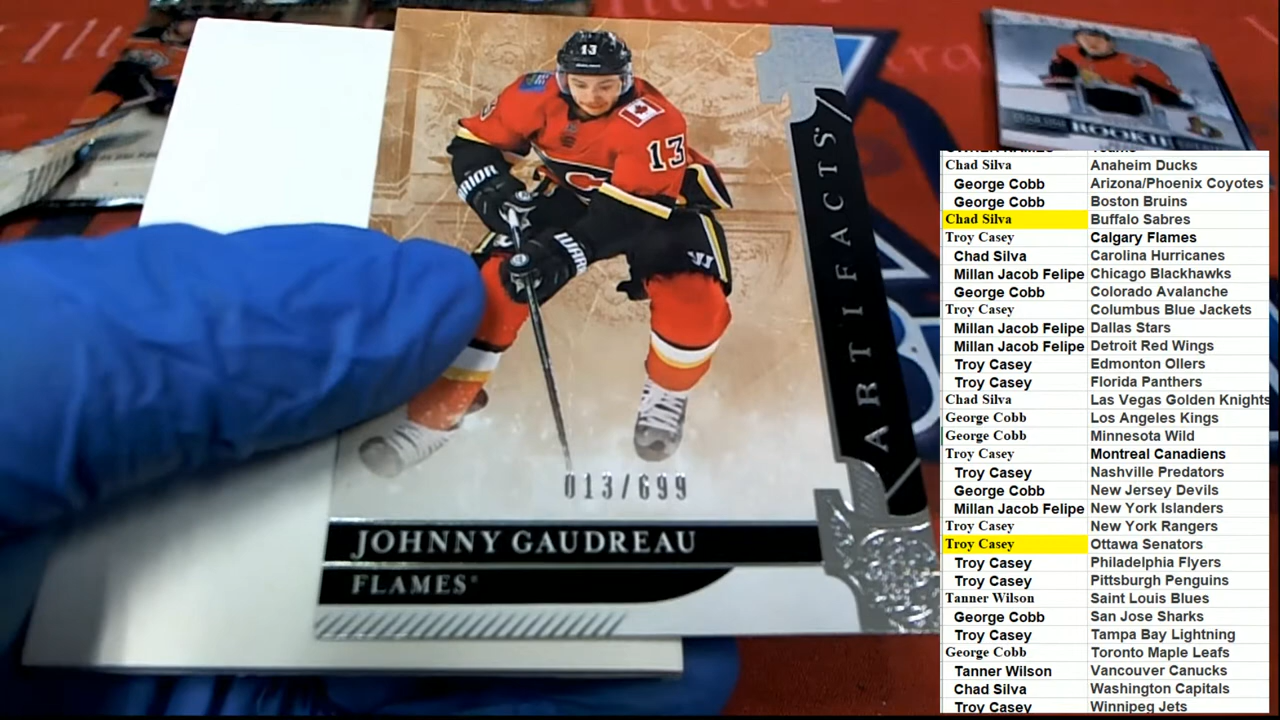 13
13
WARRIOR
WARR
ARTIFACTS
013/699
JOHNNY GAUDREAU
FLAMES
ROOKIE
Chad Silva Anaheim Ducks
George Cobb Arizona/Phoenix Coyotes
George Cobb Boston Bruins
Chad Silva Buffalo Sabres
Troy Casey Calgary Flames
Chad Silva Carolina Hurricanes
Millan Jacob Felipe Chicago Blackhawks
George Cobb Colorado Avalanche
Troy Casey Columbus Blue Jackets
Millan Jacob Felipe Dallas Stars
Millan Jacob Felipe Detroit Red Wings
Troy Casey Edmonton Ollers
Troy Casey Florida Panthers
Chad Silva Las Vegas Golden Knights
George Cobb Los Angeles Kings
George Cobb Minnesota Wild
Troy Casey Montreal Canadiens
Troy Casey Nashville Predators
George Cobb New Jersey Devils
Millan Jacob Felipe New York Islanders
Troy Casey New York Rangers
Troy Casey Ottawa Senators
Troy Casey Philadelphia Flyers
Troy Casey Pittsburgh Penguins
Tanner Wilson Saint Louis Blues
George Cobb San Jose Sharks
Troy Casey Tampa Bay Lightning
George Cobb Toronto Maple Leafs
Tanner Wilson Vancouver Canucks
Chad Silva Washington Capitals
Troy Casey Winnipeg Jets